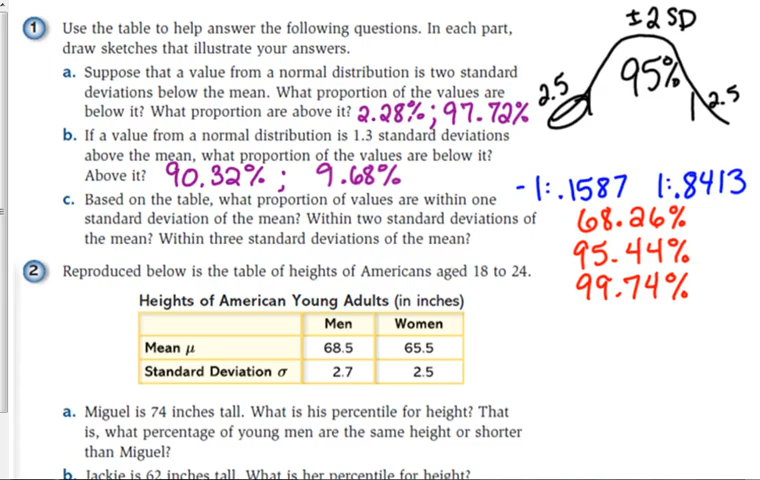 1 Use the table to help answer the following questions. In each part,
draw sketches that illustrate your answers.
a. Suppose that a value from a normal distribution is two standard
deviations below the mean. What proportion of the values are
below it? What proportion are above it? 2.28% ; 97.72%
b. If a value from a normal distribution is 1.3 standard deviations
above the mean, what proportion of the values are below it?
Above it? 90.32% ; 9.68%
c. Based on the table, what proportion of values are within one
standard deviation of the mean? Within two standard deviations of
the mean? Within three standard deviations of the mean?
±2 SD
95%
2.5
2.5
-1: .1587 1: .8413
68.26%
95.44%
99.74%
2 Reproduced below is the table of heights of Americans aged 18 to 24.
Heights of American Young Adults (in inches)
Men Women
Mean μ 68.5 65.5
Standard Deviation σ 2.7 2.5
a. Miguel is 74 inches tall. What is his percentile for height? That
is, what percentage of young men are the same height or shorter
than Miguel?
b. Jackie is 62 inches tall. What is her percentile for height?